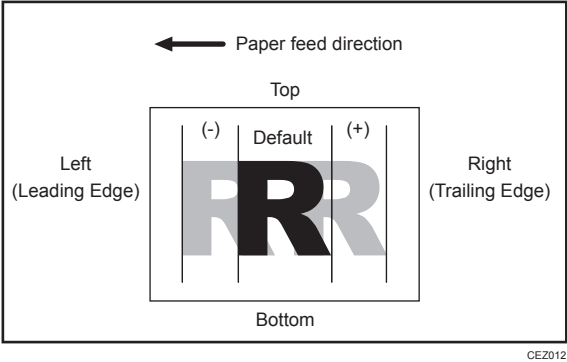 Paper feed direction
Top
(-)
Default
(+)
Left
(Leading Edge)
Right
(Trailing Edge)
R R R
Bottom
CEZ012